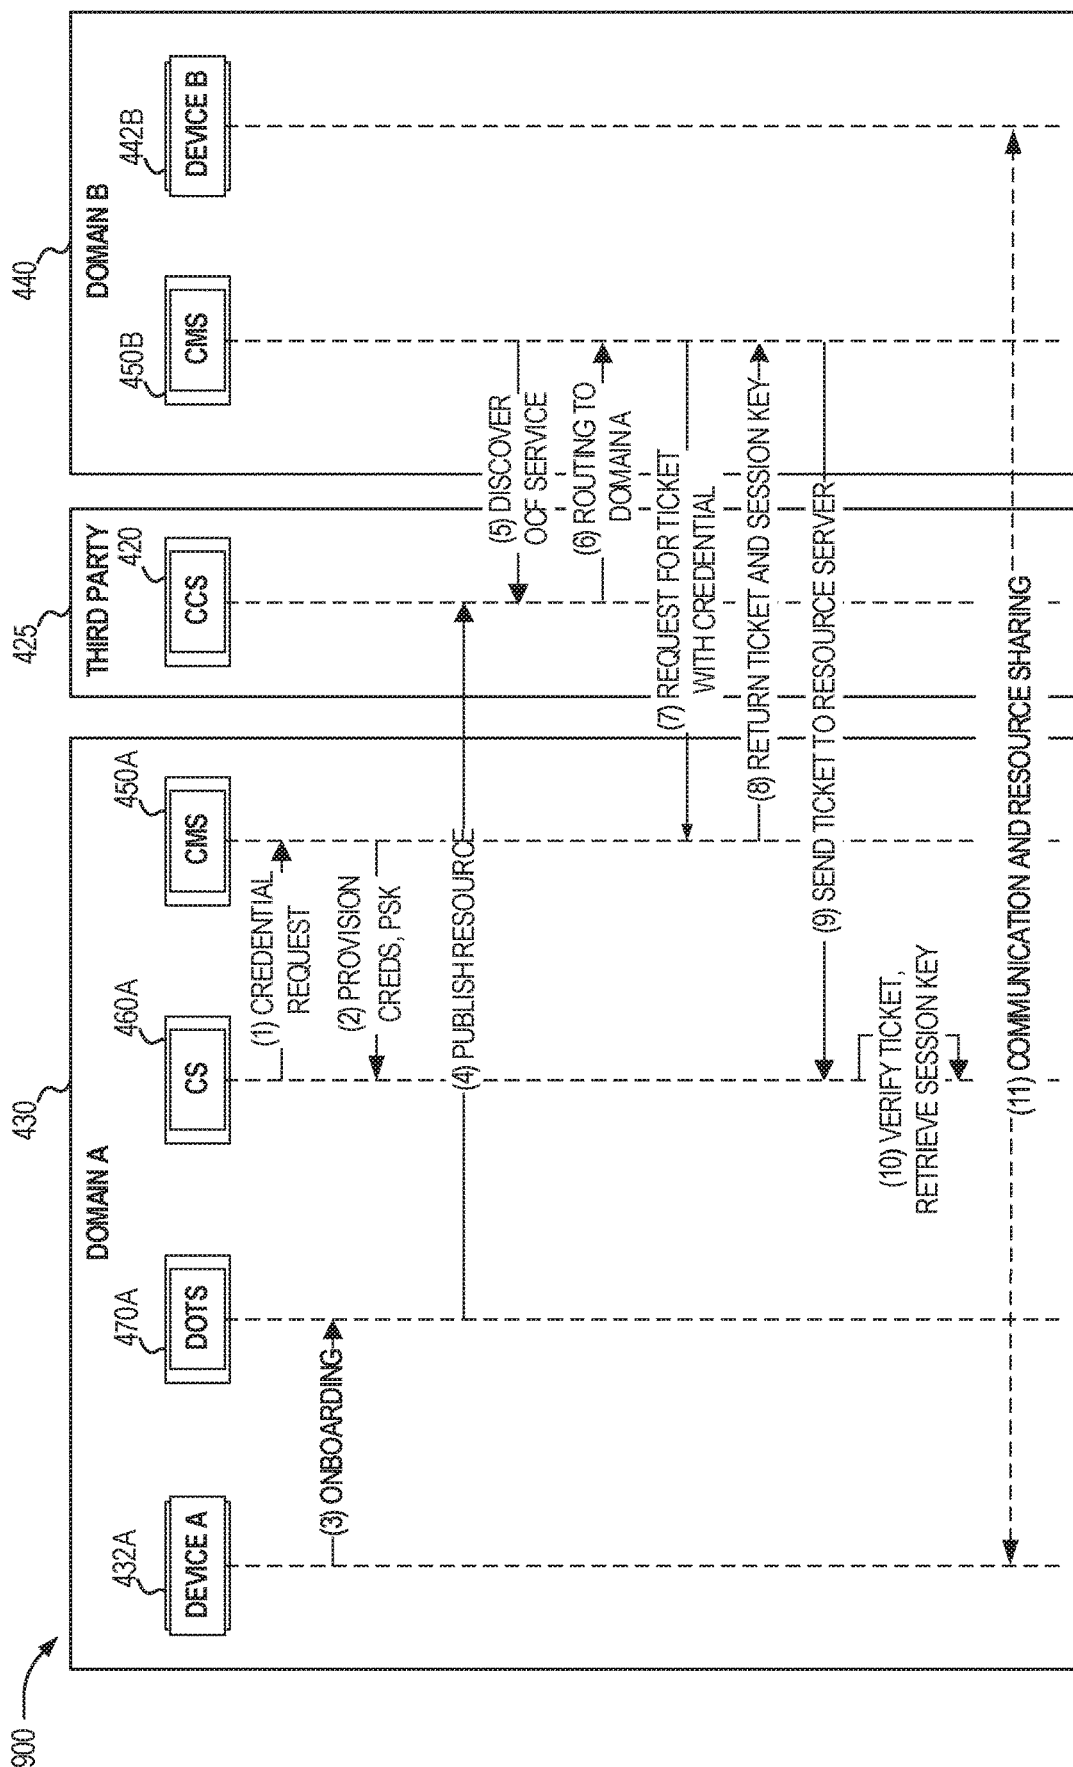 900
430
425
440
DOMAIN A
THIRD PARTY
DOMAIN B
432A
470A
460A
450A
420
450B
442B
DEVICE A
DOTS
CS
CMS
CCS
CMS
DEVICE B
(1) CREDENTIAL
REQUEST
(3) ONBOARDING
(2) PROVISION
CREDS, PSK
(4) PUBLISH RESOURCE
(5) DISCOVER
OCF SERVICE
(6) ROUTING TO
DOMAIN A
(7) REQUEST FOR TICKET
WITH CREDENTIAL
(8) RETURN TICKET AND SESSION KEY
(9) SEND TICKET TO RESOURCE SERVER
(10) VERIFY TICKET,
RETRIEVE SESSION KEY
(11) COMMUNICATION AND RESOURCE SHARING